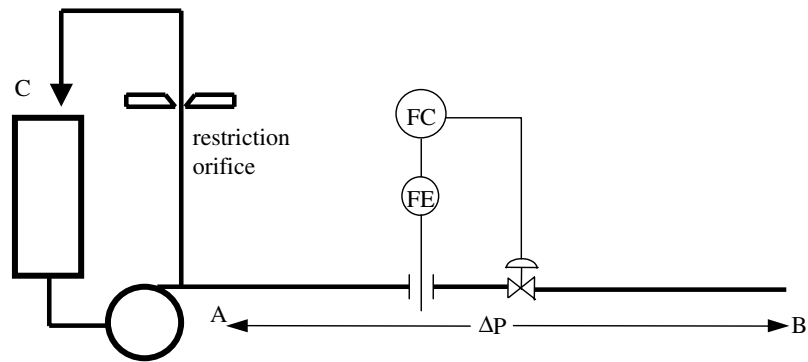 C
FC
restriction
orifice
FE
A
ΔP
B